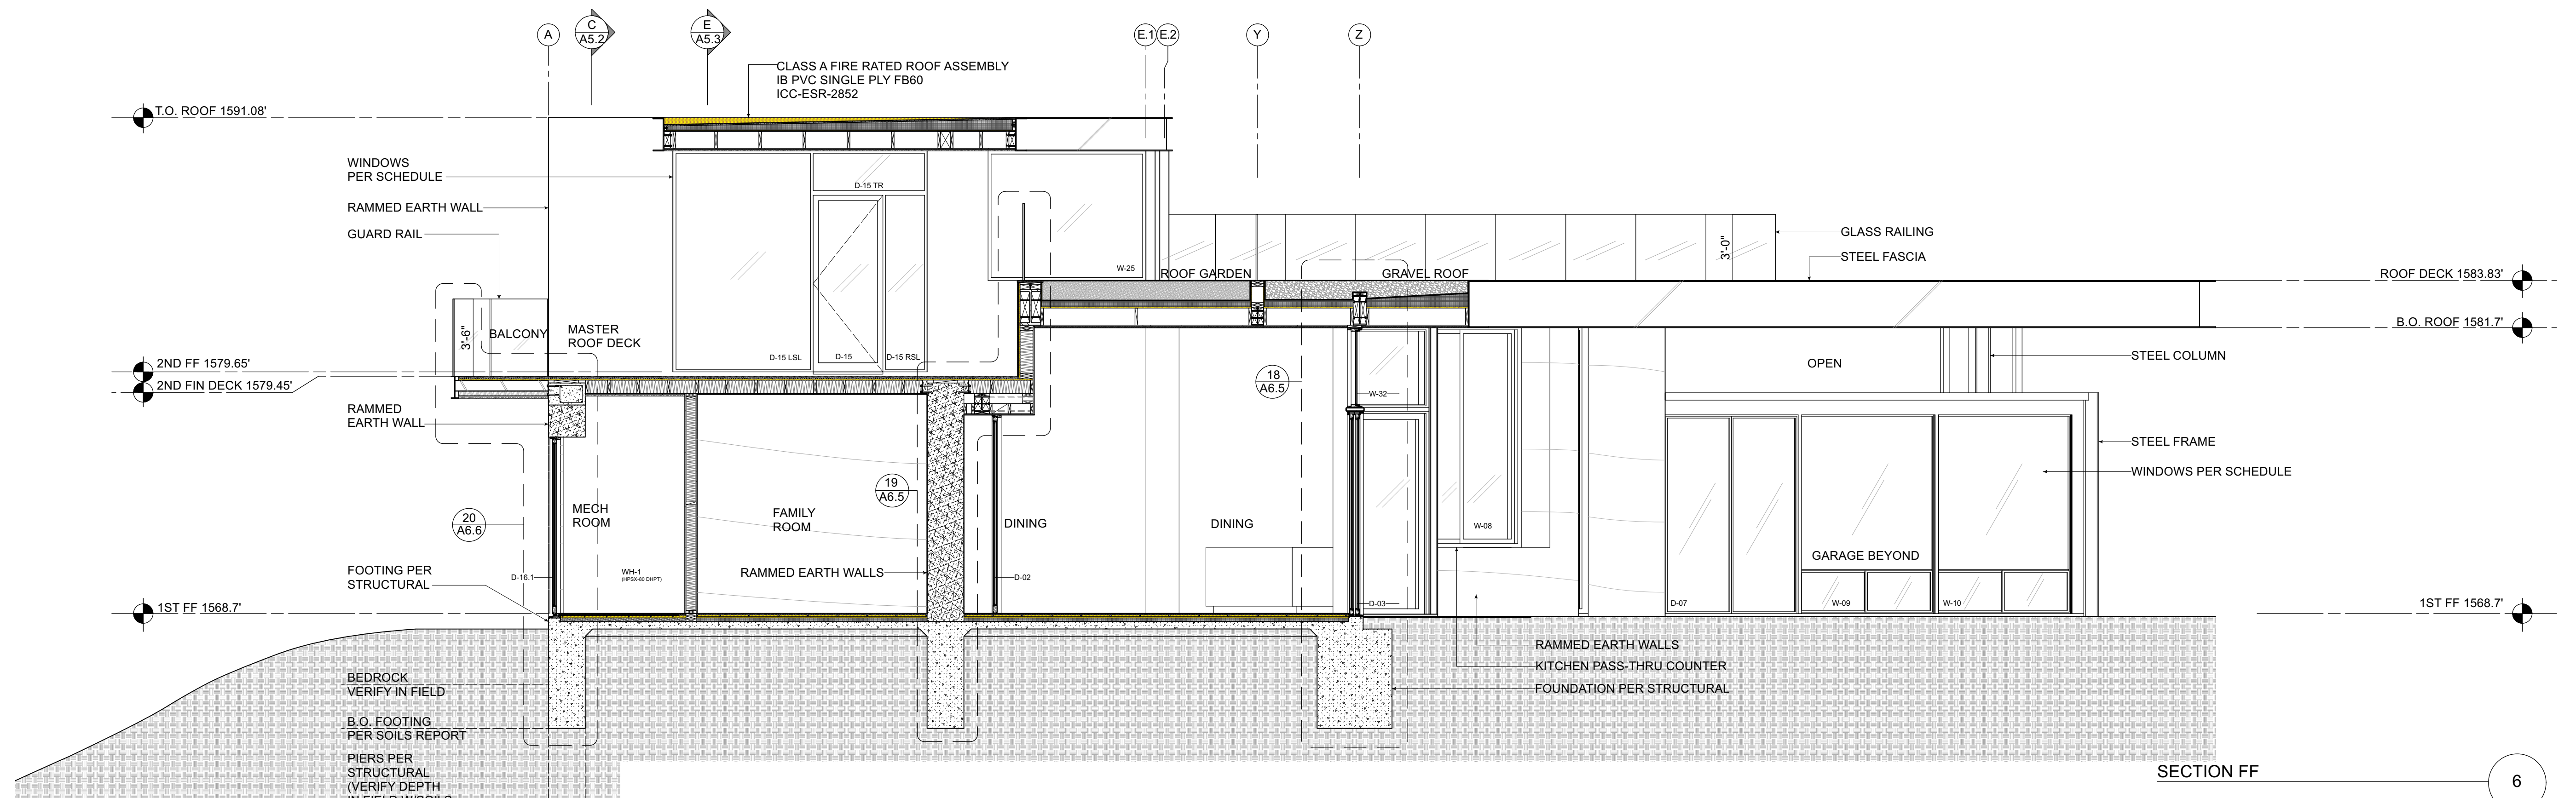 A
C
A5.2
E
A5.3
E.1
E.2
Y
Z
CLASS A FIRE RATED ROOF ASSEMBLY
IB PVC SINGLE PLY FB60
ICC-ESR-2852
T.O. ROOF 1591.08'
WINDOWS
PER SCHEDULE
RAMMED EARTH WALL
GUARD RAIL
D-15 TR
W-25
ROOF GARDEN
GRAVEL ROOF
3'-0"
GLASS RAILING
STEEL FASCIA
ROOF DECK 1583.83'
B.O. ROOF 1581.7'
3'-6"
BALCONY
MASTER
ROOF DECK
D-15 LSL
D-15
D-15 RSL
2ND FF 1579.65'
2ND FIN DECK 1579.45'
18
A6.5
W-32
OPEN
STEEL COLUMN
RAMMED
EARTH WALL
STEEL FRAME
WINDOWS PER SCHEDULE
19
A6.5
20
A6.6
MECH
ROOM
FAMILY
ROOM
DINING
DINING
W-08
GARAGE BEYOND
FOOTING PER
STRUCTURAL
D-16.1
WH-1
(HPSX-80 DHPT)
RAMMED EARTH WALLS
D-02
D-03
D-07
W-09
W-10
1ST FF 1568.7'
1ST FF 1568.7'
RAMMED EARTH WALLS
KITCHEN PASS-THRU COUNTER
FOUNDATION PER STRUCTURAL
BEDROCK
VERIFY IN FIELD
B.O. FOOTING
PER SOILS REPORT
PIERS PER
STRUCTURAL
(VERIFY DEPTH
SECTION FF
6